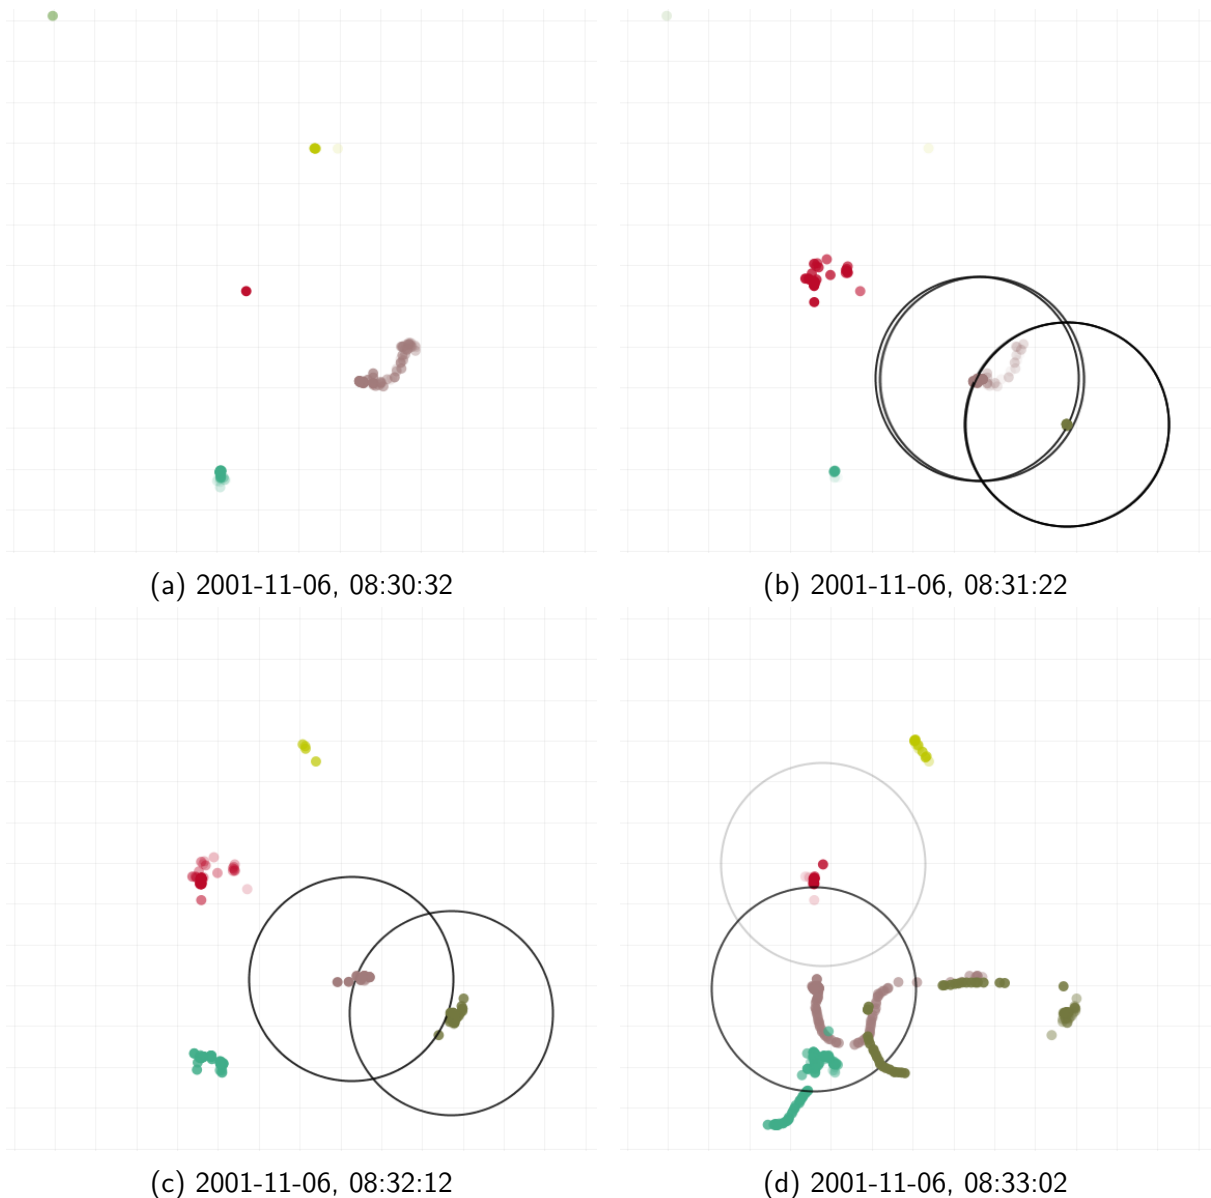 (a) 2001-11-06, 08:30:32
(b) 2001-11-06, 08:31:22
(c) 2001-11-06, 08:32:12
(d) 2001-11-06, 08:33:02